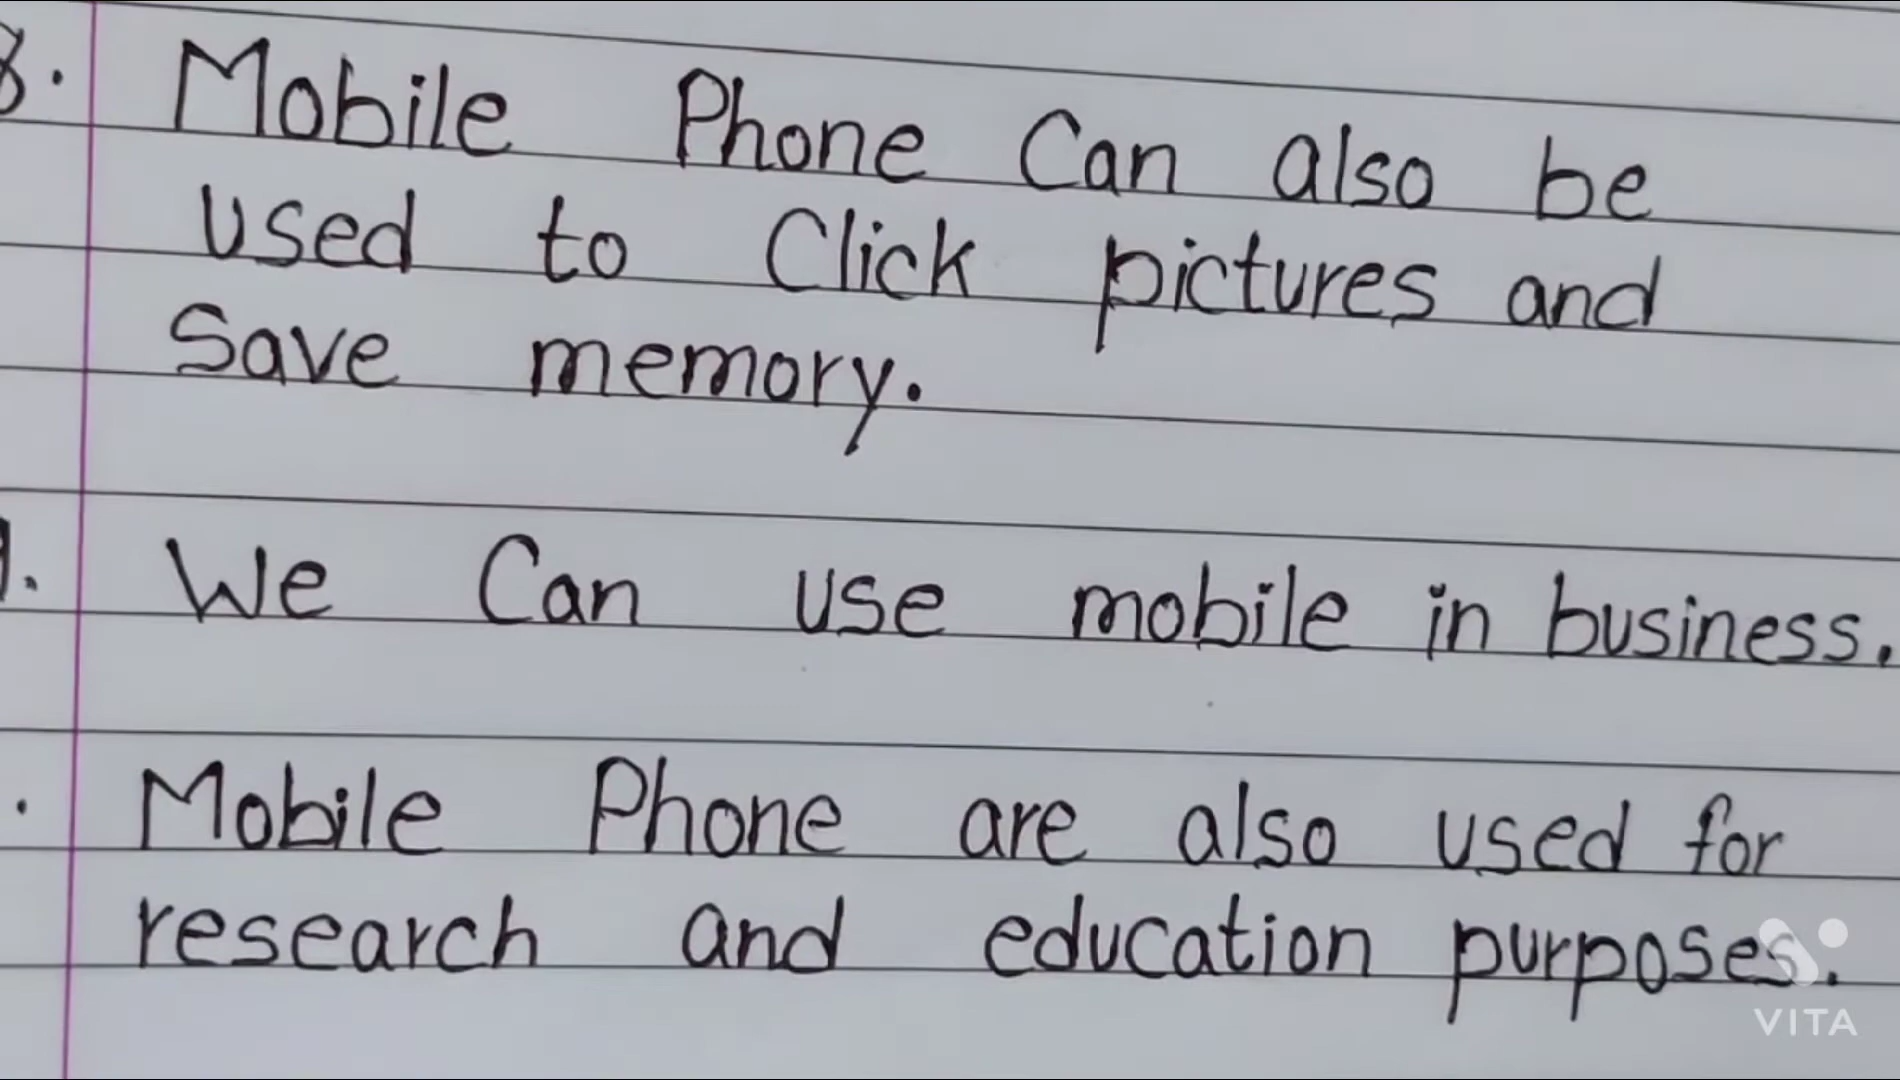 8. Mobile Phone Can also be
used to Click pictures and
Save memory.
We Can use mobile in business.
. Mobile Phone are also used for
research and education purposes.
VITA